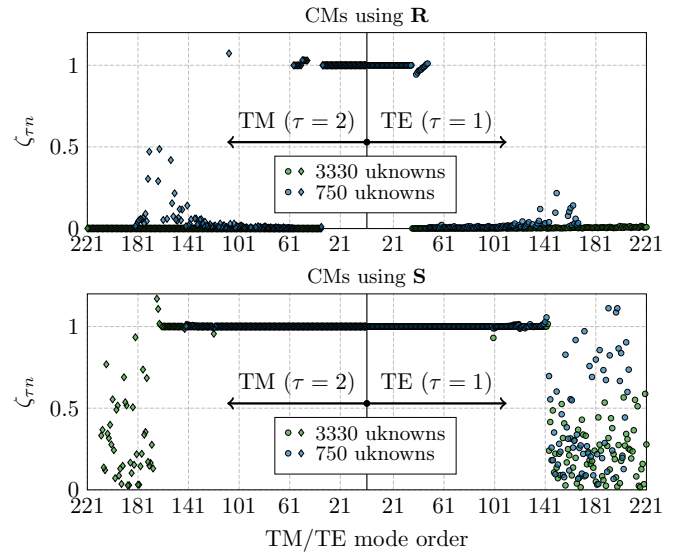 CMs using R
1
0.5
0
ζτn
TM (τ = 2) TE (τ = 1)
3330 uknowns
750 uknowns
221 181 141 101 61 21 21 61 101 141 181 221
CMs using S
1
0.5
0
ζτn
TM (τ = 2) TE (τ = 1)
3330 uknowns
750 uknowns
221 181 141 101 61 21 21 61 101 141 181 221
TM/TE mode order